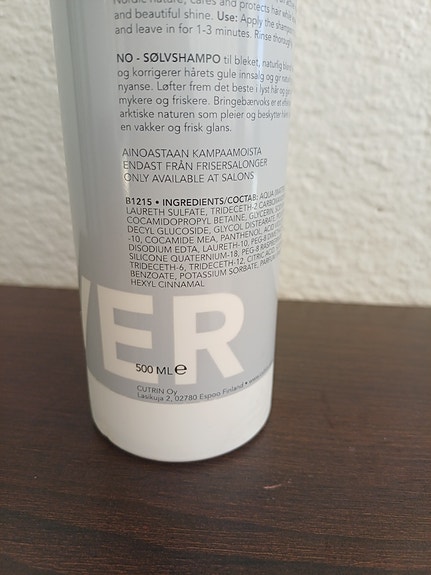 Nordic nature, cares and protects hair while
and beautiful shine. Use: Apply the shampoo
and leave in for 1-3 minutes. Rinse thoroughly
NO - SØLVSHAMPO til bleket, naturlig
og korrigerer hårets gule innslag og gir
nyanse. Løfter frem det beste i lyst hår og
mykere og friskere. Bringebærvoks er et
arktiske naturen som pleier og beskytter
en vakker og frisk glans.
AINOASTAAN KAMPAAMOISTA
ENDAST FRÅN FRISERSALONGER
ONLY AVAILABLE AT SALONS
B1215 • INGREDIENTS/COCTAB: AQUA
LAURETH SULFATE, TRIDECETH-2
COCAMIDOPROPYL BETAINE, GLYCERIN,
DECYL GLUCOSIDE, GLYCOL DISTEARATE,
-10, COCAMIDE MEA, PANTHENOL, ACID
DISODIUM EDTA, LAURETH-10, PEG-8
SILICONE QUATERNIUM-18, PEG-8
TRIDECETH-6, TRIDECETH-12, CITRIC
BENZOATE, POTASSIUM SORBATE,
HEXYL CINNAMAL
VER
500 ML e
CUTRIN Oy
Lasikuja 2, 02780 Espoo Finland •